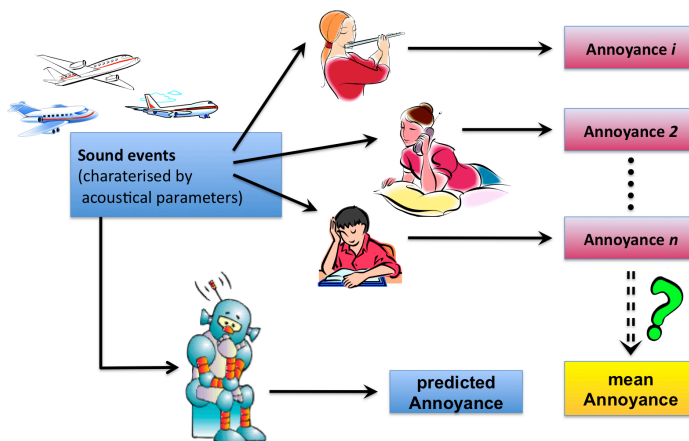 Annoyance i
Sound events
(charaterised by
acoustical parameters)
Annoyance 2
Annoyance n
?
predicted
Annoyance
mean
Annoyance